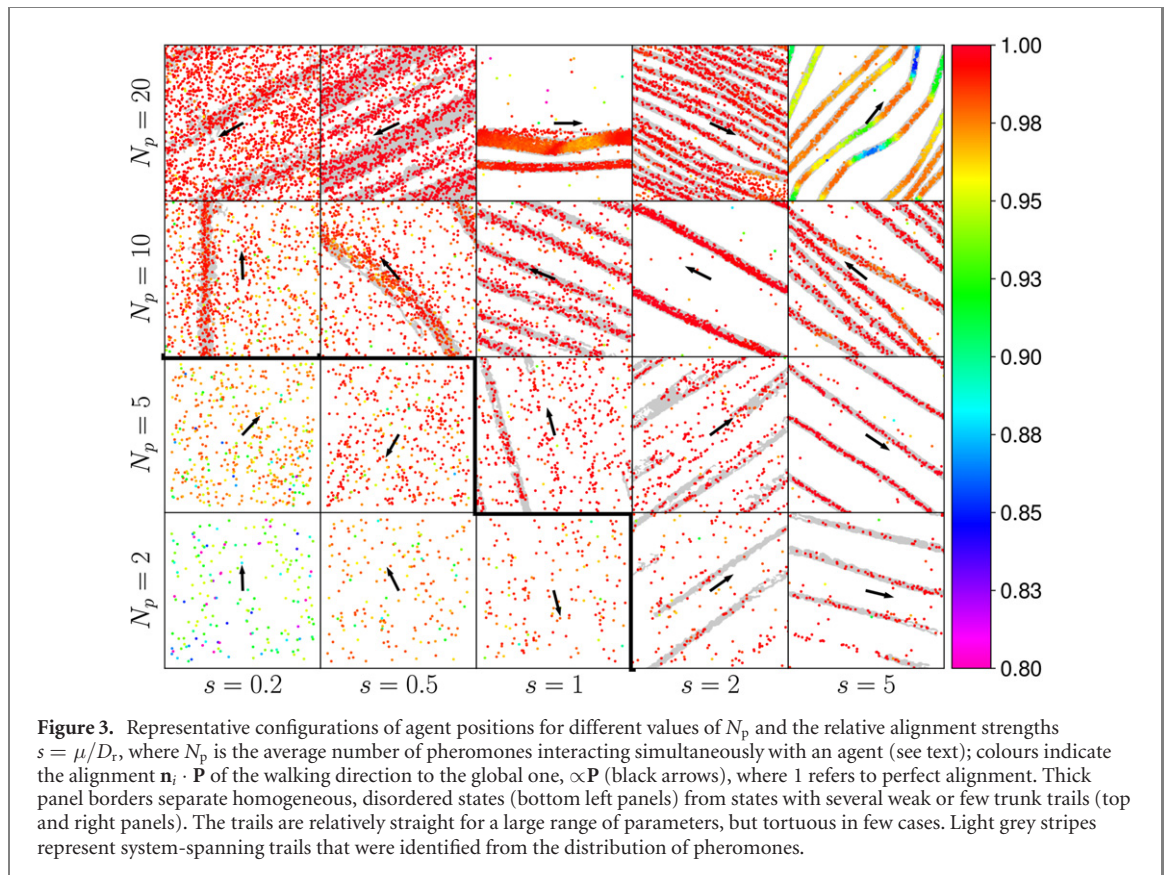 1.00
N_p = 20
0.98
0.95
N_p = 10
0.93
0.90
N_p = 5
0.88
0.85
N_p = 2
0.83
0.80
s = 0.2 s = 0.5 s = 1 s = 2 s = 5
Figure 3. Representative configurations of agent positions for different values of N_p and the relative alignment strengths
s = μ/D_r, where N_p is the average number of pheromones interacting simultaneously with an agent (see text); colours indicate
the alignment n_i · P of the walking direction to the global one, ∝P (black arrows), where 1 refers to perfect alignment. Thick
panel borders separate homogeneous, disordered states (bottom left panels) from states with several weak or few trunk trails (top
and right panels). The trails are relatively straight for a large range of parameters, but tortuous in few cases. Light grey stripes
represent system-spanning trails that were identified from the distribution of pheromones.